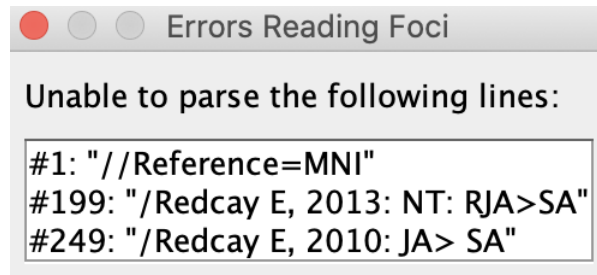 Errors Reading Foci
Unable to parse the following lines:
#1: "//Reference=MNI"
#199: "/Redcay E, 2013: NT: RJA>SA"
#249: "/Redcay E, 2010: JA> SA"